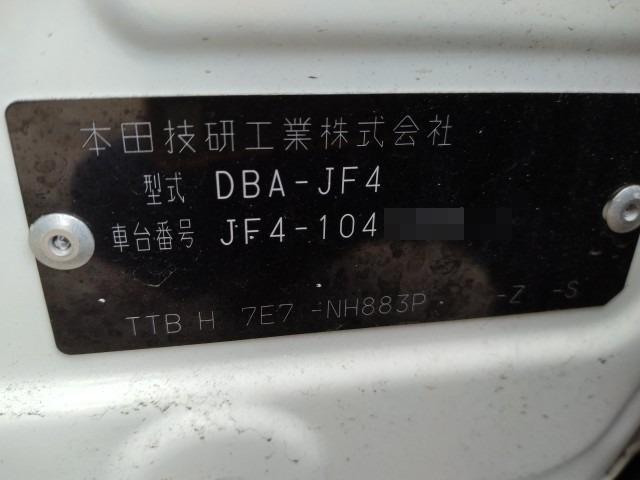 本田技研工業株式会社
型式 DBA-JF4
車台番号 JF4-104
TTB H 7E7 -NH883P -Z -S